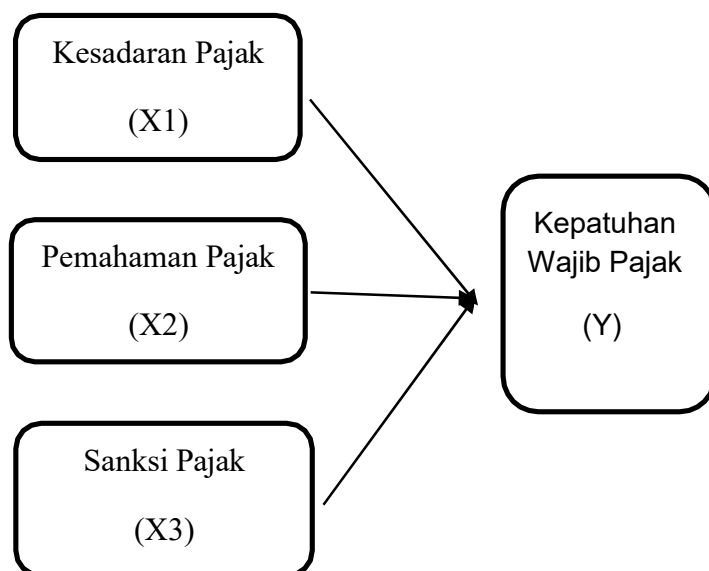 Kesadaran Pajak
(X1)
Pemahaman Pajak
(X2)
Sanksi Pajak
(X3)
Kepatuhan
Wajib Pajak
(Y)